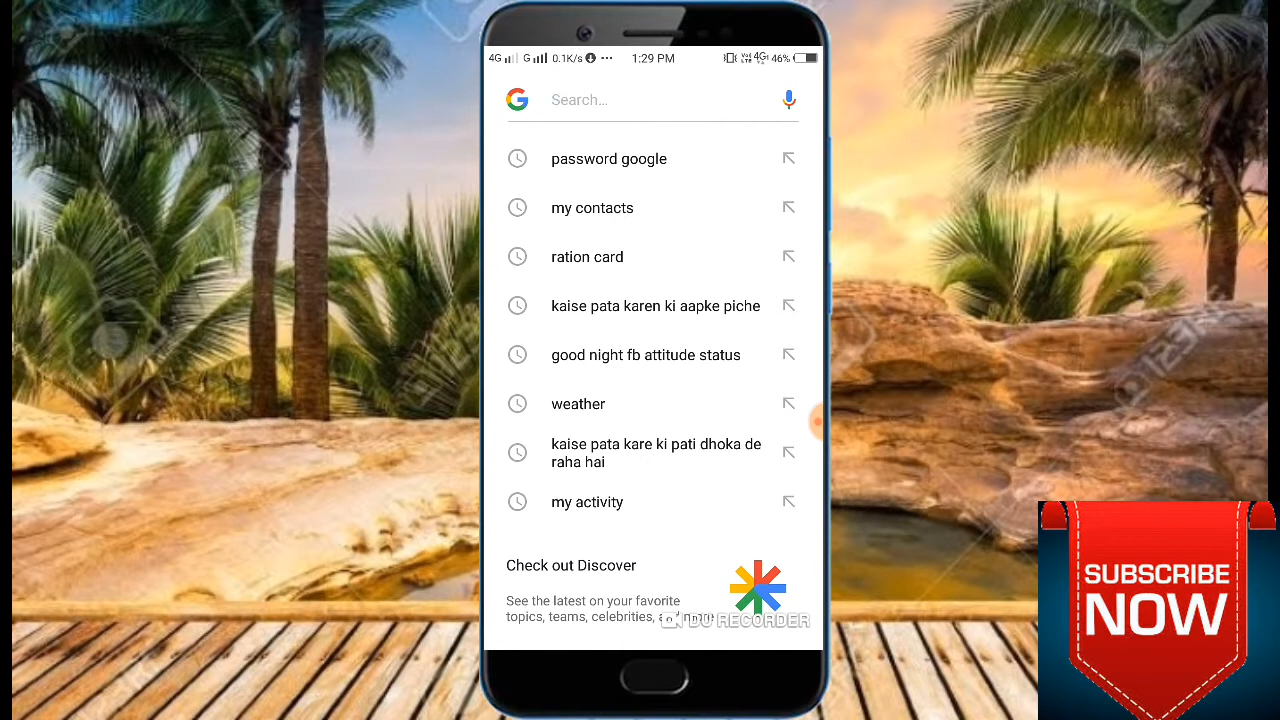 4G G 0.1K/s ... 1:29 PM 4G 46%
Search...
password google
my contacts
ration card
kaise pata karen ki aapke piche
good night fb attitude status
weather
kaise pata kare ki pati dhoka de
raha hai
my activity
Check out Discover
See the latest on your favorite
topics, teams, celebrities,
DU RECORDER
SUBSCRIBE
NOW